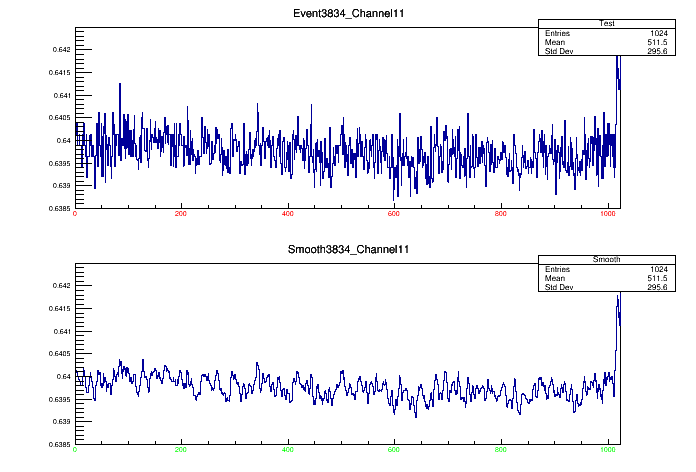 Event3834_Channel11
Test
Entries 1024
Mean 511.5
Std Dev 295.6
0.642
0.6415
0.641
0.6405
0.64
0.6395
0.639
0.6385
0 200 400 600 800 1000
Smooth3834_Channel11
Smooth
Entries 1024
Mean 511.5
Std Dev 295.6
0.642
0.6415
0.641
0.6405
0.64
0.6395
0.639
0.6385
0 200 400 600 800 1000